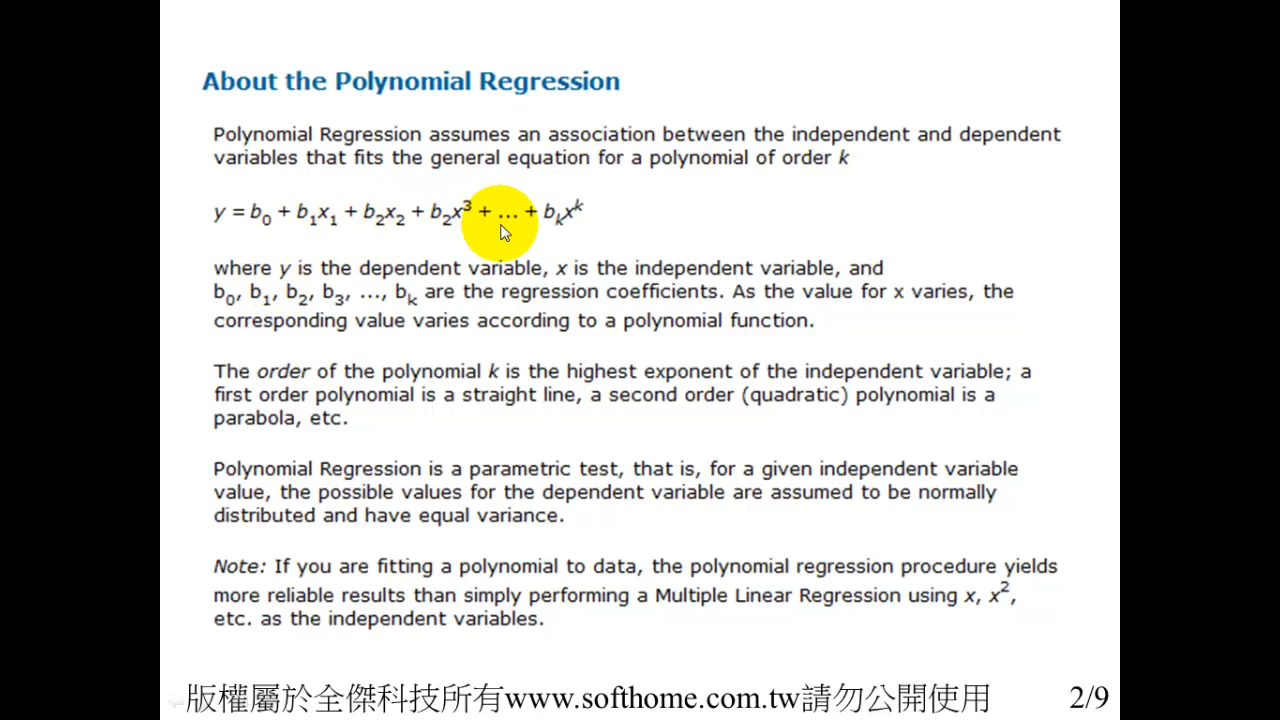 About the Polynomial Regression
Polynomial Regression assumes an association between the independent and dependent
variables that fits the general equation for a polynomial of order k
y = b₀ + b₁x₁ + b₂x₂ + b₂x³ + ... + bₖxᵏ
where y is the dependent variable, x is the independent variable, and
b₀, b₁, b₂, b₃, ..., bₖ are the regression coefficients. As the value for x varies, the
corresponding value varies according to a polynomial function.
The order of the polynomial k is the highest exponent of the independent variable; a
first order polynomial is a straight line, a second order (quadratic) polynomial is a
parabola, etc.
Polynomial Regression is a parametric test, that is, for a given independent variable
value, the possible values for the dependent variable are assumed to be normally
distributed and have equal variance.
Note: If you are fitting a polynomial to data, the polynomial regression procedure yields
more reliable results than simply performing a Multiple Linear Regression using x, x²,
etc. as the independent variables.
版權屬於全傑科技所有www.softhome.com.tw請勿公開使用 2/9